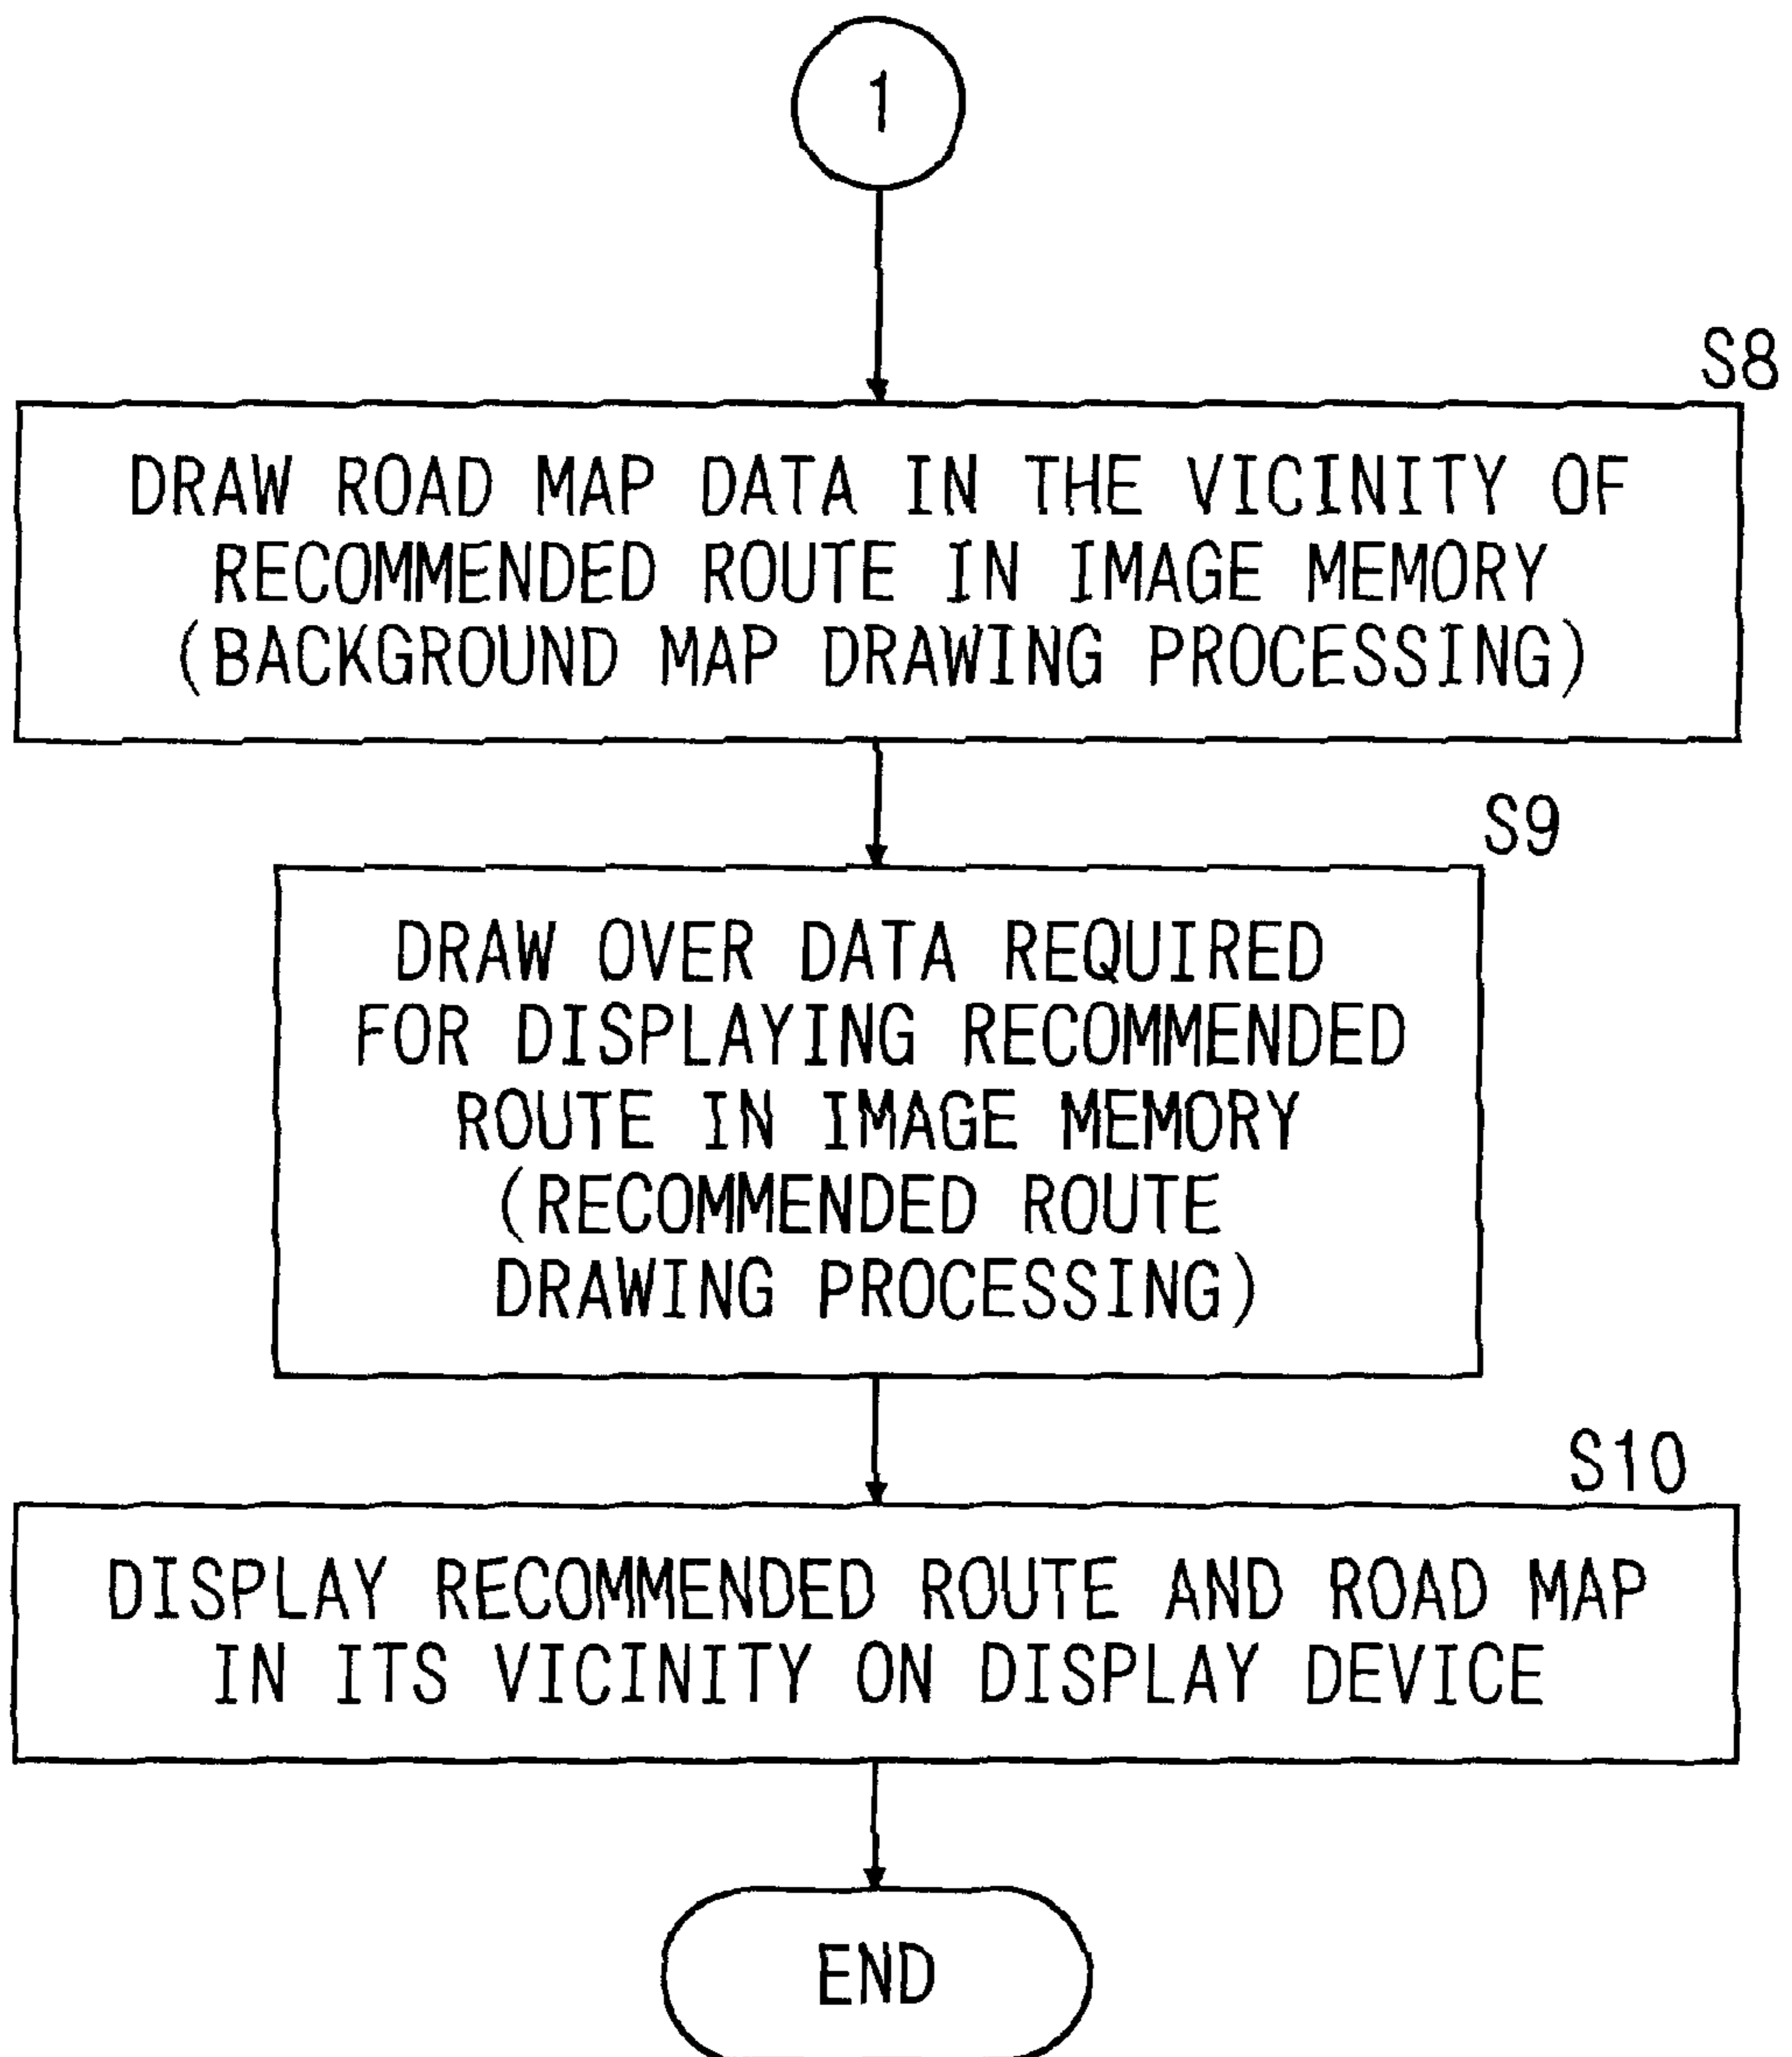 1
S8
DRAW ROAD MAP DATA IN THE VICINITY OF
RECOMMENDED ROUTE IN IMAGE MEMORY
(BACKGROUND MAP DRAWING PROCESSING)
S9
DRAW OVER DATA REQUIRED
FOR DISPLAYING RECOMMENDED
ROUTE IN IMAGE MEMORY
(RECOMMENDED ROUTE
DRAWING PROCESSING)
S10
DISPLAY RECOMMENDED ROUTE AND ROAD MAP
IN ITS VICINITY ON DISPLAY DEVICE
END